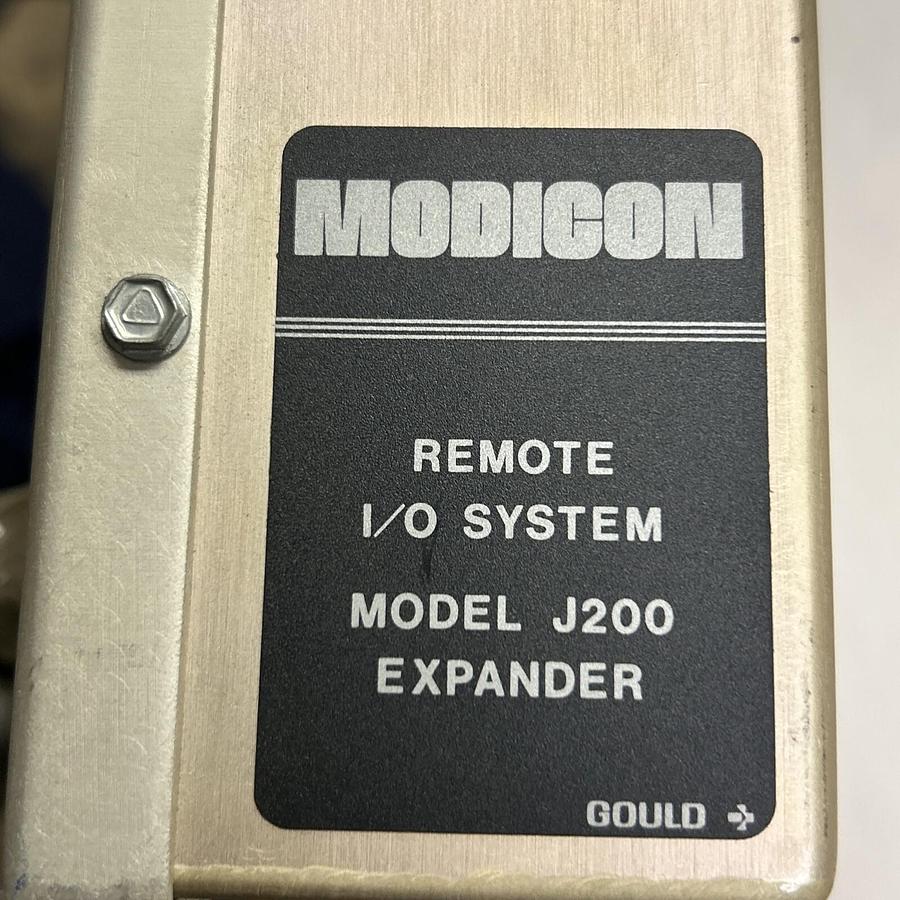 MODICON
REMOTE
I/O SYSTEM
MODEL J200
EXPANDER
GOULD